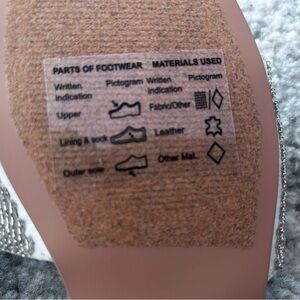 PARTS OF FOOTWEAR MATERIALS USED
Written Pictogram Written Pictogram
indication indication
Upper Fabric/Other
Lining & sock Leather
Outer sole Other Mat.